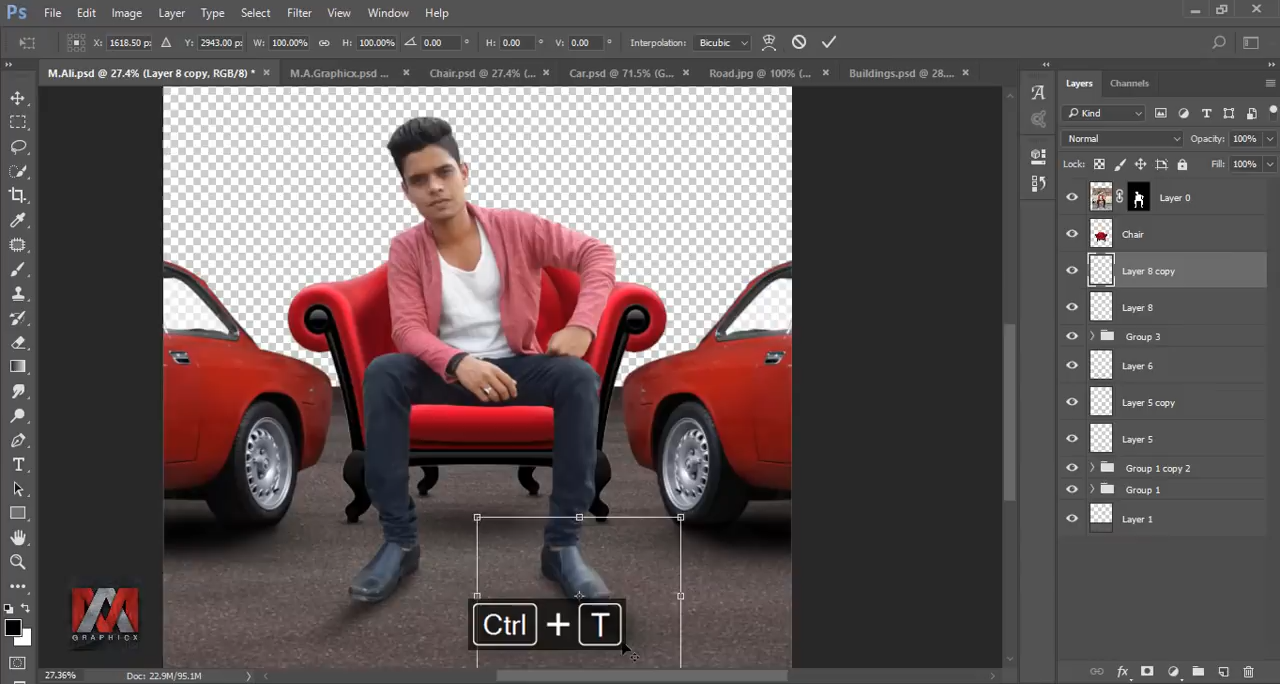 Ps File Edit Image Layer Type Select Filter View Window Help
X: 1618.50 px Y: 2943.00 px W: 100.00% H: 100.00% 0.00 ° H: 0.00 ° V: 0.00 ° Interpolation: Bicubic
M.Ali.psd @ 27.4% (Layer 8 copy, RGB/8) * × M.A.Graphicx.psd ... × Chair.psd @ 27.4% (... × Car.psd @ 71.5% (G... × Road.jpg @ 100% (... × Buildings.psd @ 28.... ×
Layers Channels
Kind
Normal Opacity: 100%
Lock: Fill: 100%
Layer 0
Chair
Layer 8 copy
Layer 8
Group 3
Layer 6
Layer 5 copy
Layer 5
Group 1 copy 2
Group 1
Layer 1
MA
GRAPHICX
Ctrl + T
27.36% Doc: 22.9M/95.1M
fx